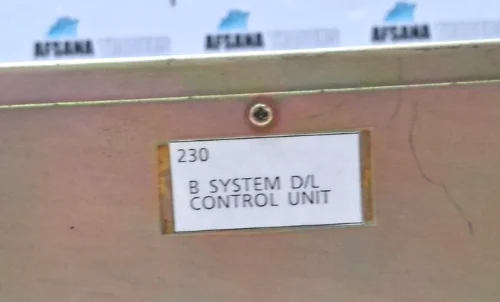 AFSANA AFSANA AFSANA
230
B SYSTEM D/L
CONTROL UNIT